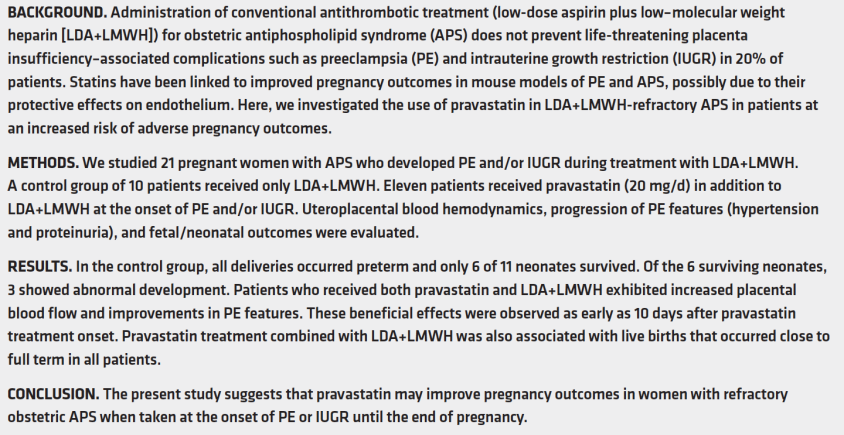 BACKGROUND. Administration of conventional antithrombotic treatment (low-dose aspirin plus low–molecular weight
heparin [LDA+LMWH]) for obstetric antiphospholipid syndrome (APS) does not prevent life-threatening placenta
insufficiency–associated complications such as preeclampsia (PE) and intrauterine growth restriction (IUGR) in 20% of
patients. Statins have been linked to improved pregnancy outcomes in mouse models of PE and APS, possibly due to their
protective effects on endothelium. Here, we investigated the use of pravastatin in LDA+LMWH-refractory APS in patients at
an increased risk of adverse pregnancy outcomes.
METHODS. We studied 21 pregnant women with APS who developed PE and/or IUGR during treatment with LDA+LMWH.
A control group of 10 patients received only LDA+LMWH. Eleven patients received pravastatin (20 mg/d) in addition to
LDA+LMWH at the onset of PE and/or IUGR. Uteroplacental blood hemodynamics, progression of PE features (hypertension
and proteinuria), and fetal/neonatal outcomes were evaluated.
RESULTS. In the control group, all deliveries occurred preterm and only 6 of 11 neonates survived. Of the 6 surviving neonates,
3 showed abnormal development. Patients who received both pravastatin and LDA+LMWH exhibited increased placental
blood flow and improvements in PE features. These beneficial effects were observed as early as 10 days after pravastatin
treatment onset. Pravastatin treatment combined with LDA+LMWH was also associated with live births that occurred close to
full term in all patients.
CONCLUSION. The present study suggests that pravastatin may improve pregnancy outcomes in women with refractory
obstetric APS when taken at the onset of PE or IUGR until the end of pregnancy.